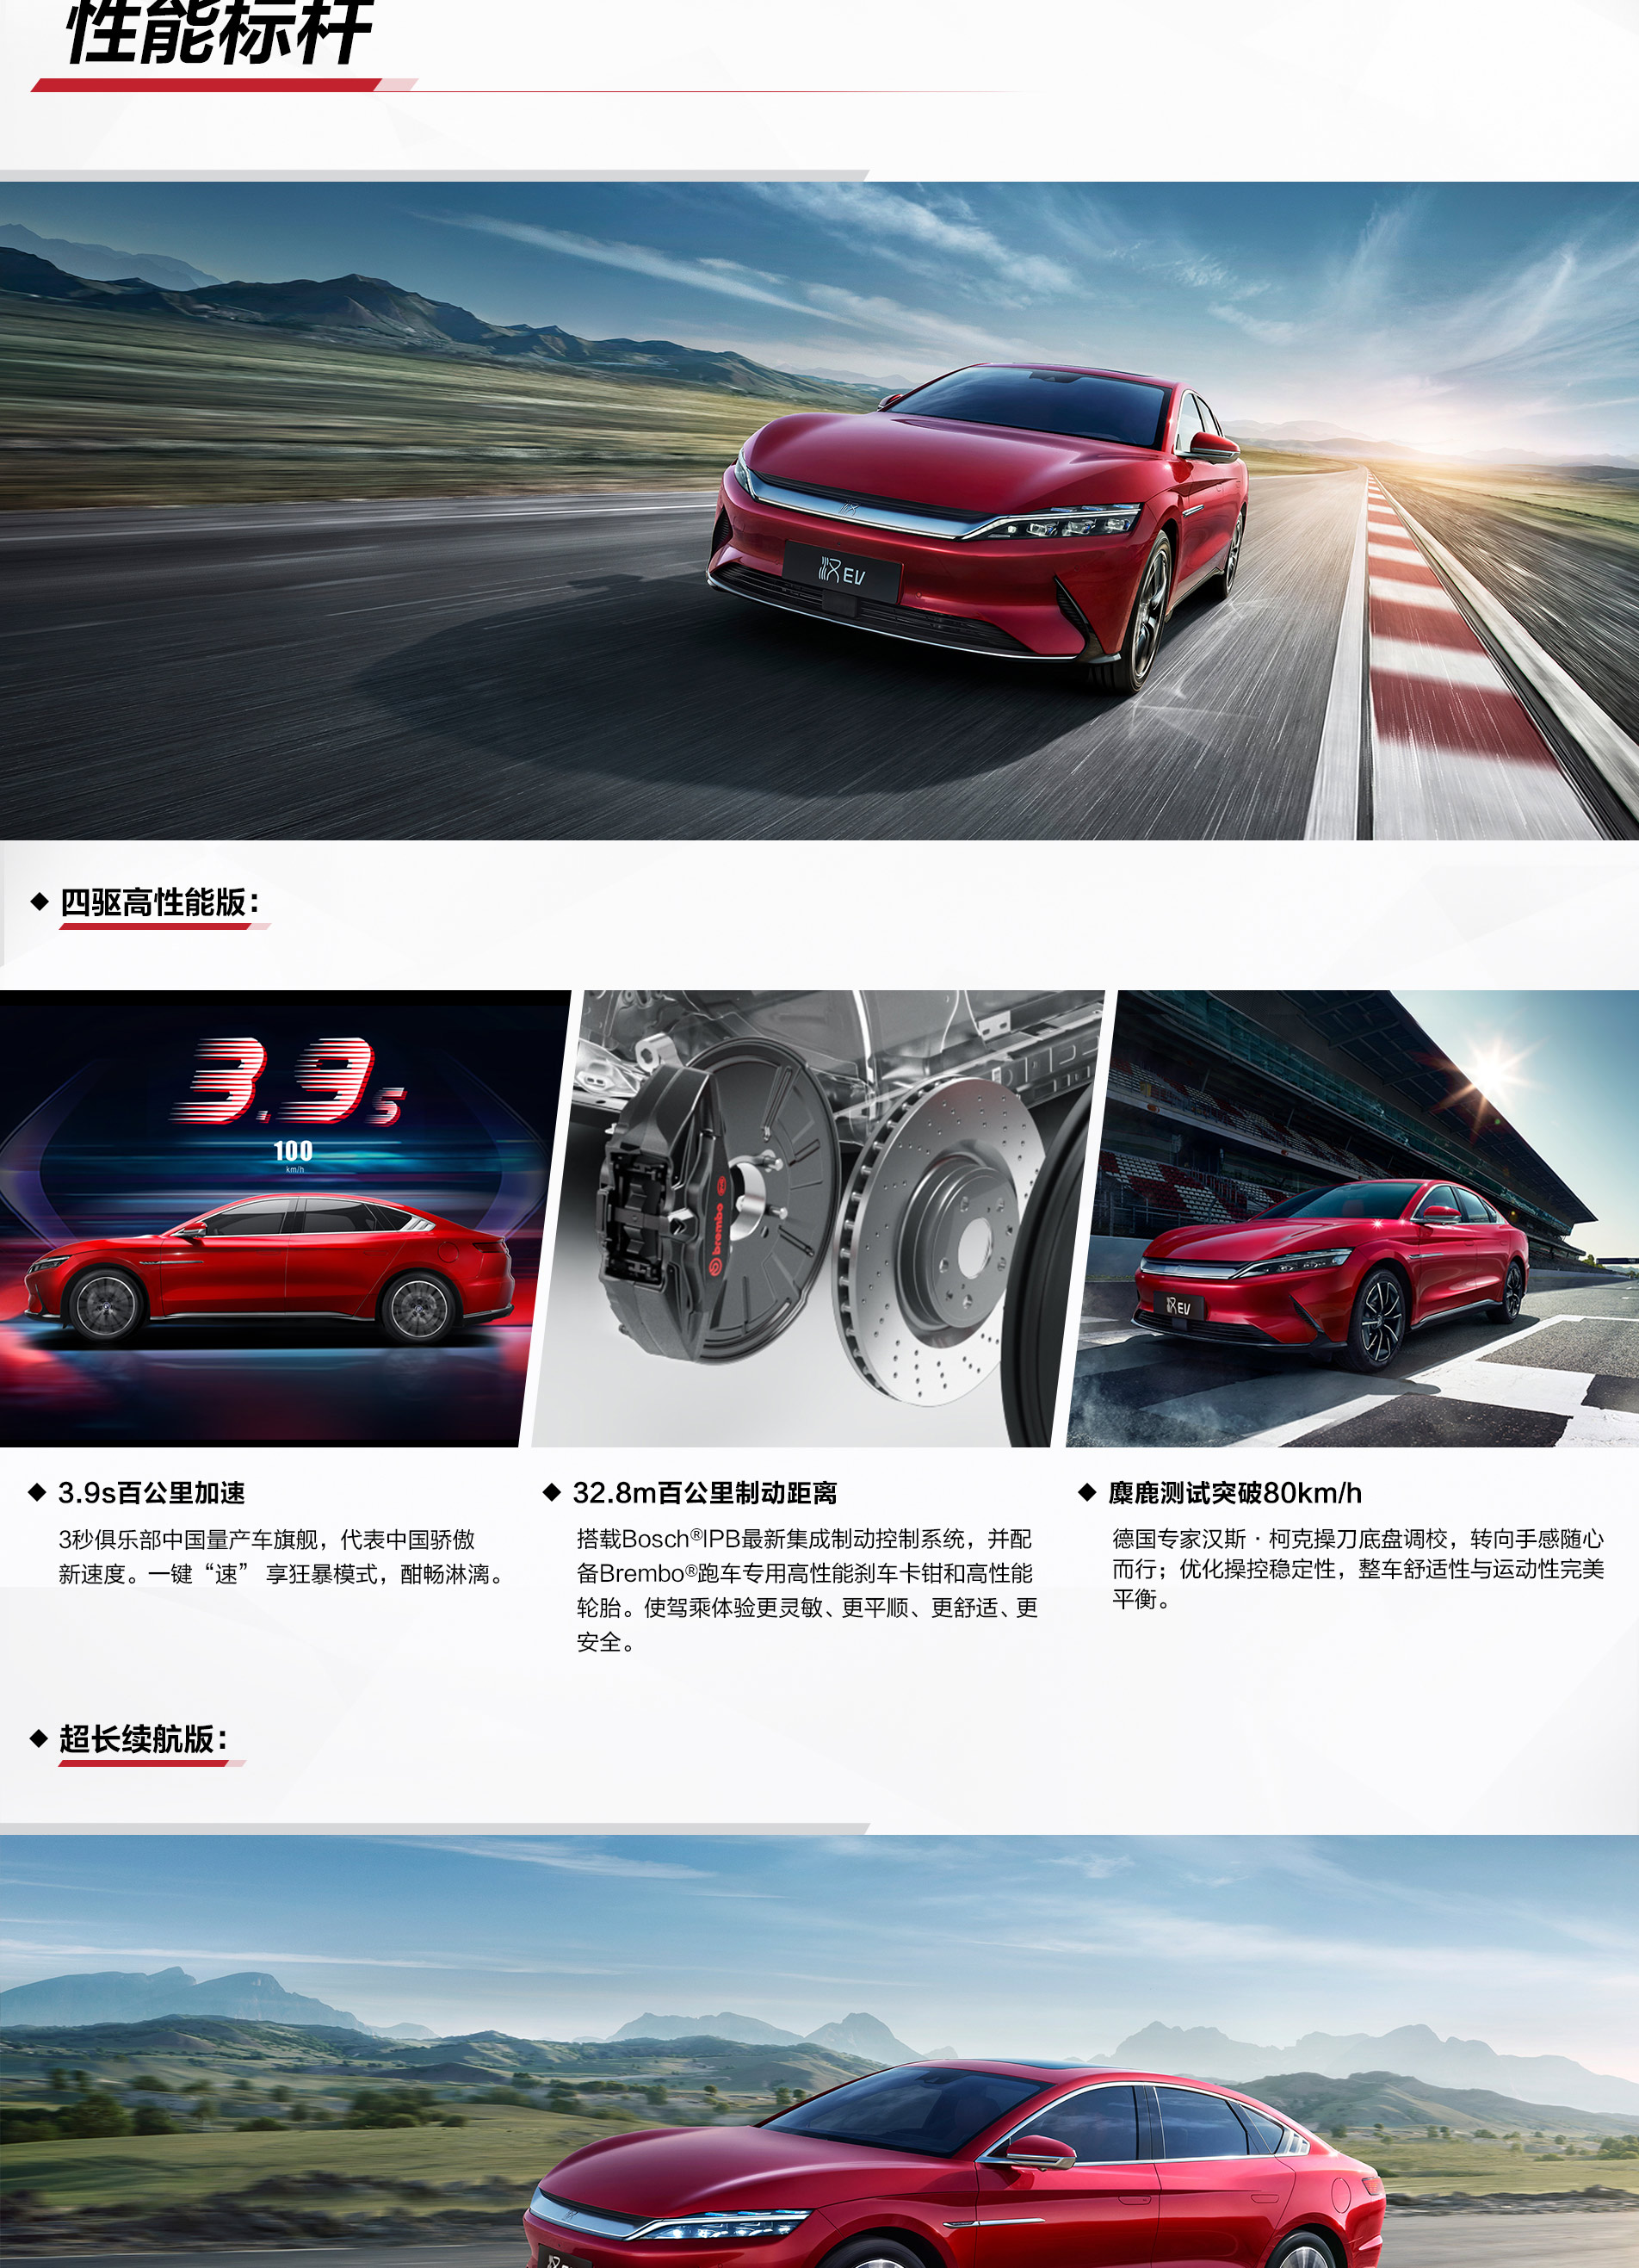 性能标杆
汉EV
四驱高性能版：
3.9s
100
km/h
brembo
汉EV
3.9s百公里加速
3秒俱乐部中国量产车旗舰，代表中国骄傲
新速度。一键“速” 享狂暴模式，酣畅淋漓。
32.8m百公里制动距离
搭载Bosch®IPB最新集成制动控制系统，并配
备Brembo®跑车专用高性能刹车卡钳和高性能
轮胎。使驾乘体验更灵敏、更平顺、更舒适、更
安全。
麋鹿测试突破80km/h
德国专家汉斯·柯克操刀底盘调校，转向手感随心
而行；优化操控稳定性，整车舒适性与运动性完美
平衡。
超长续航版：